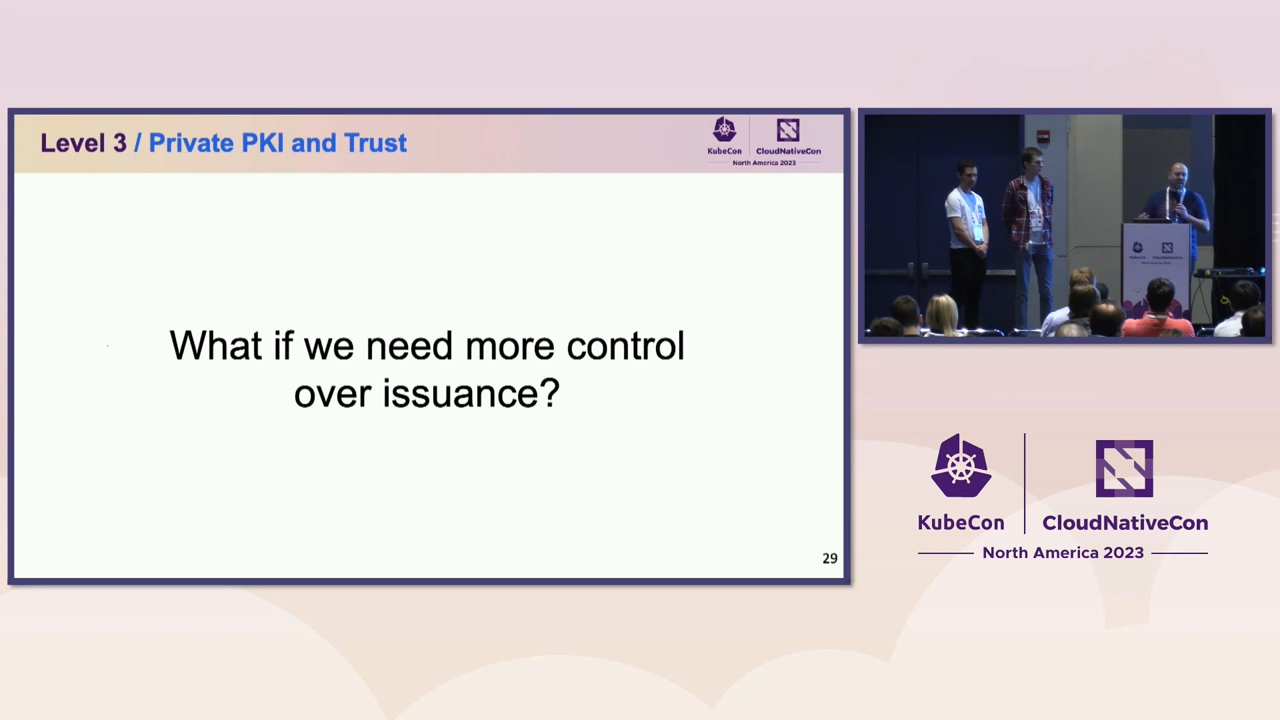 Level 3 / Private PKI and Trust
KubeCon
CloudNativeCon
North America 2023
What if we need more control
over issuance?
29
KubeCon
CloudNativeCon
North America 2023